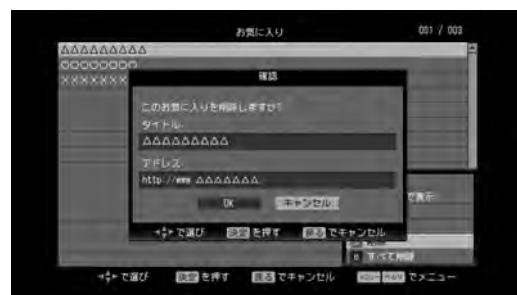 お気に入り 001 / 003
△△△△△△△△△
○○○○○○○○
×××××××
確認
このお気に入りを削除しますか?
タイトル
△△△△△△△△△
アドレス
http://www △△△△△△△
OK キャンセル
で選び 決定 を押す 戻る でキャンセル
で表示
削除
すべて削除
で選び 決定 を押す 戻る でキャンセル でメニュー